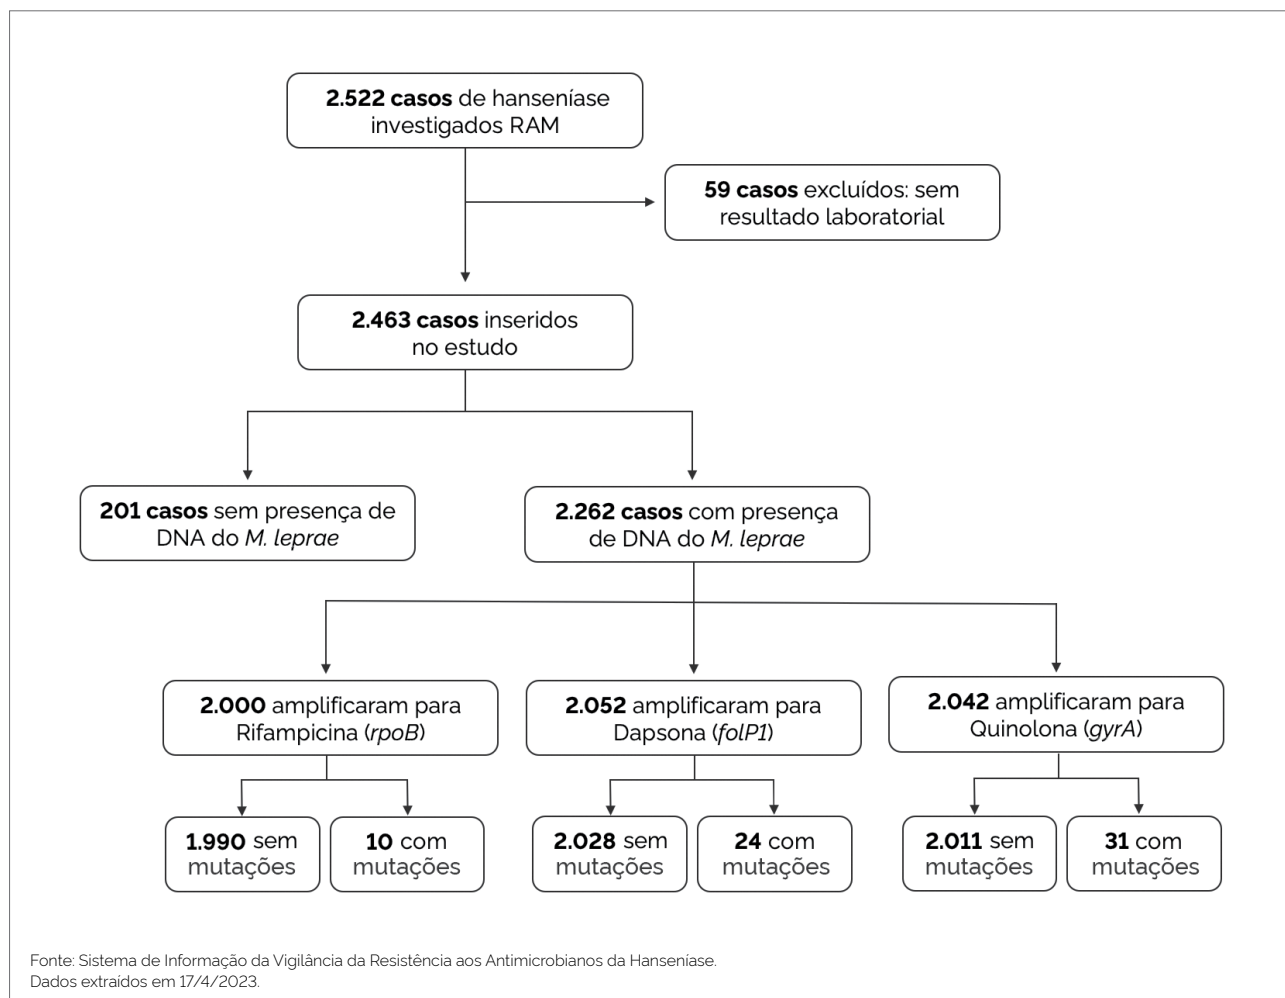 2.522 casos de hanseníase
investigados RAM
59 casos excluídos: sem
resultado laboratorial
2.463 casos inseridos
no estudo
201 casos sem presença de
DNA do M. leprae
2.262 casos com presença
de DNA do M. leprae
2.000 amplificaram para
Rifampicina (rpoB)
2.052 amplificaram para
Dapsona (folP1)
2.042 amplificaram para
Quinolona (gyrA)
1.990 sem
mutações
10 com
mutações
2.028 sem
mutações
24 com
mutações
2.011 sem
mutações
31 com
mutações
Fonte: Sistema de Informação da Vigilância da Resistência aos Antimicrobianos da Hanseníase.
Dados extraídos em 17/4/2023.